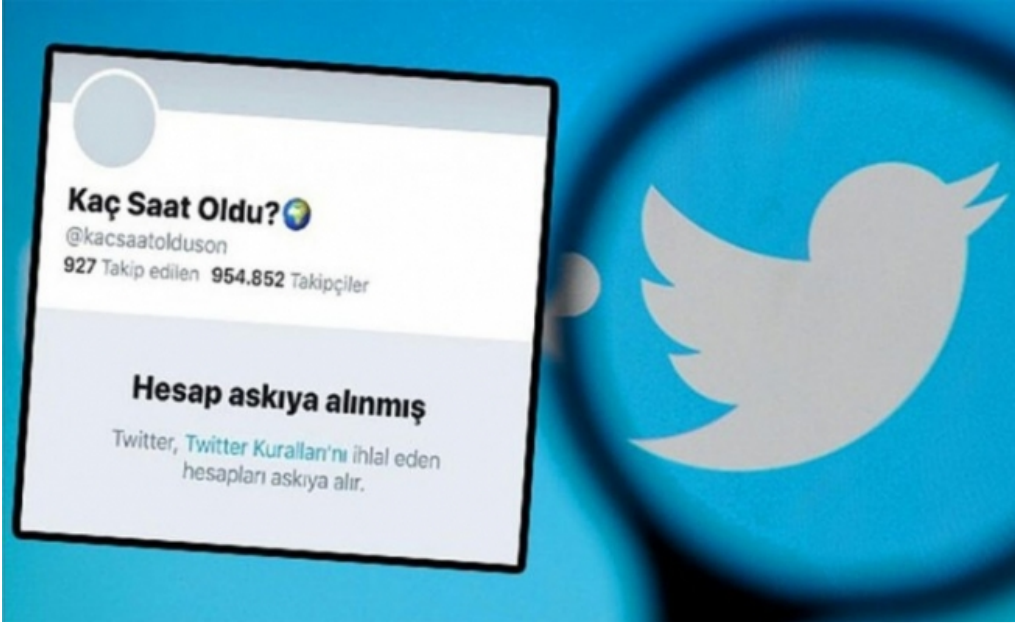 Kaç Saat Oldu?🌍
@kacsaatolduson
927 Takip edilen 954.852 Takipçiler
Hesap askıya alınmış
Twitter, Twitter Kuralları'nı ihlal eden
hesapları askıya alır.